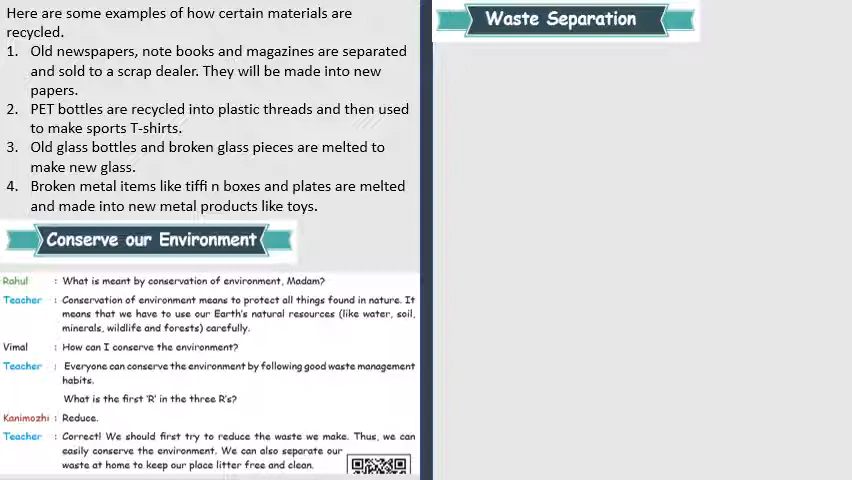 Here are some examples of how certain materials are
recycled.
1. Old newspapers, note books and magazines are separated
and sold to a scrap dealer. They will be made into new
papers.
2. PET bottles are recycled into plastic threads and then used
to make sports T-shirts.
3. Old glass bottles and broken glass pieces are melted to
make new glass.
4. Broken metal items like tiffi n boxes and plates are melted
and made into new metal products like toys.
Conserve our Environment
Rahul : What is meant by conservation of environment, Madam?
Teacher : Conservation of environment means to protect all things found in nature. It
means that we have to use our Earth's natural resources (like water, soil,
minerals, wildlife and forests) carefully.
Vimal : How can I conserve the environment?
Teacher : Everyone can conserve the environment by following good waste management
habits.
What is the first 'R' in the three R's?
Kanimozhi : Reduce.
Teacher : Correct! We should first try to reduce the waste we make. Thus, we can
easily conserve the environment. We can also separate our
waste at home to keep our place litter free and clean.
Waste Separation